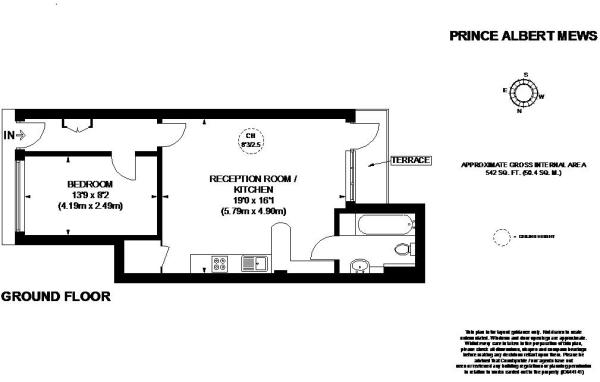 PRINCE ALBERT MEWS
S
E
W
N
IN
CH
8'3/2.5
TERRACE
APPROXIMATE GROSS INTERNAL AREA
542 SQ. FT. (50.4 SQ. M.)
BEDROOM
13'9 x 8'2
(4.19m x 2.49m)
RECEPTION ROOM /
KITCHEN
19'0 x 16'1
(5.79m x 4.90m)
= CEILING HEIGHT
GROUND FLOOR
This plan is for layout guidance only. Not drawn to scale
unless stated. Windows and door openings are approximate.
Whilst every care is taken in the preparation of this plan,
please check all dimensions, shapes and compass bearings
before making any decisions reliant upon them. Please be
advised that Countrywide / our agents have not
seen or reviewed any building regulations or planning permission
in relation to works carried out to the property